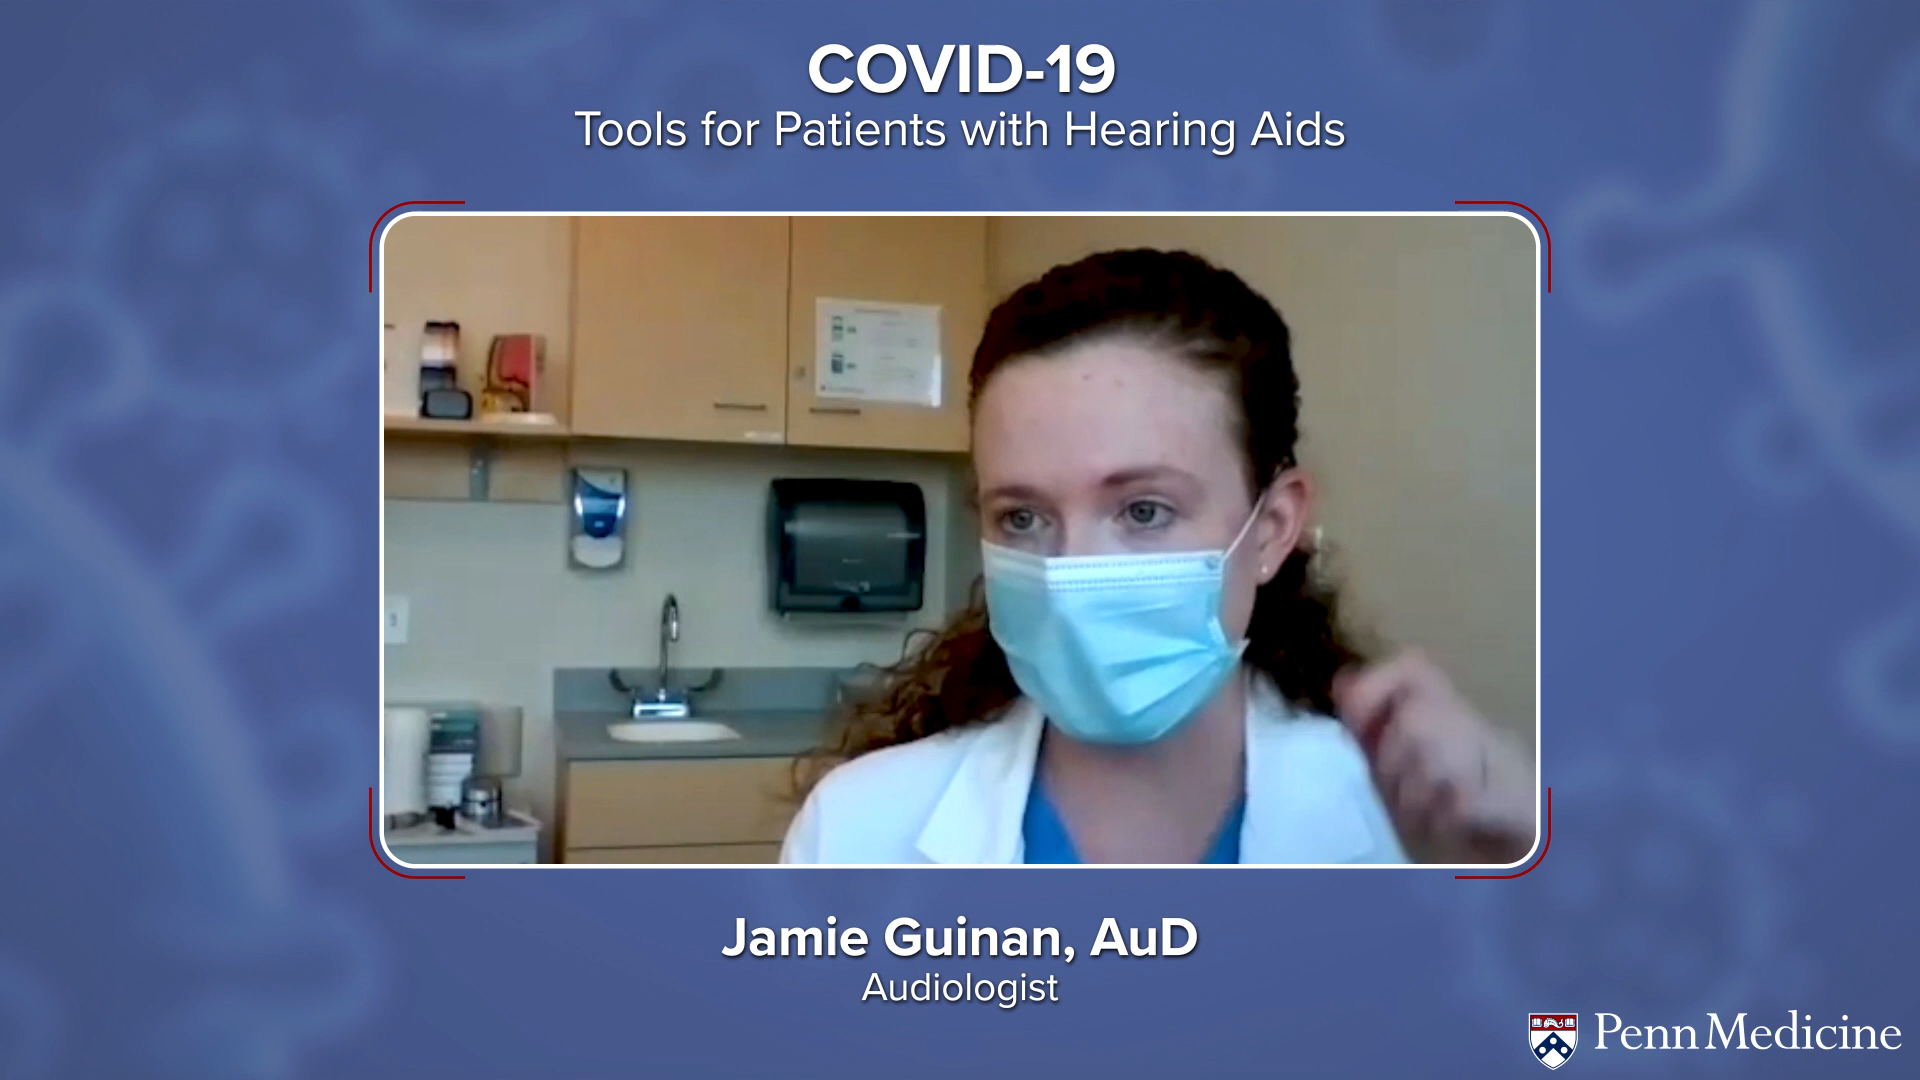 COVID-19
Tools for Patients with Hearing Aids
Jamie Guinan, AuD
Audiologist
Penn Medicine